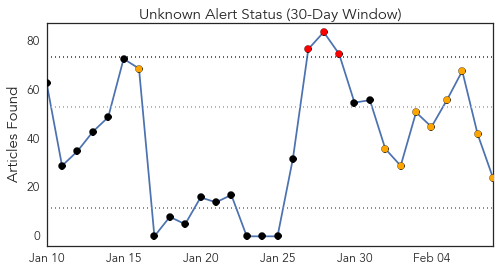 Unknown Alert Status (30-Day Window)
Articles Found
80
60
40
20
0
Jan 10
Jan 15
Jan 20
Jan 25
Jan 30
Feb 04